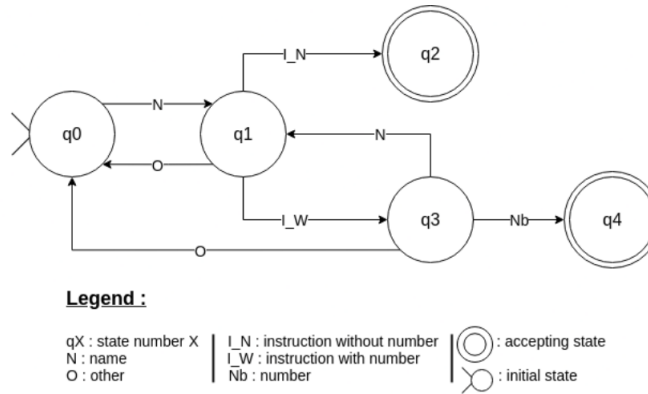 I_N
q2
q0
N
q1
N
O
I_W
q3
Nb
q4
O
Legend :
qX : state number X
N : name
O : other
I_N : instruction without number
I_W : instruction with number
Nb : number
: accepting state
: initial state